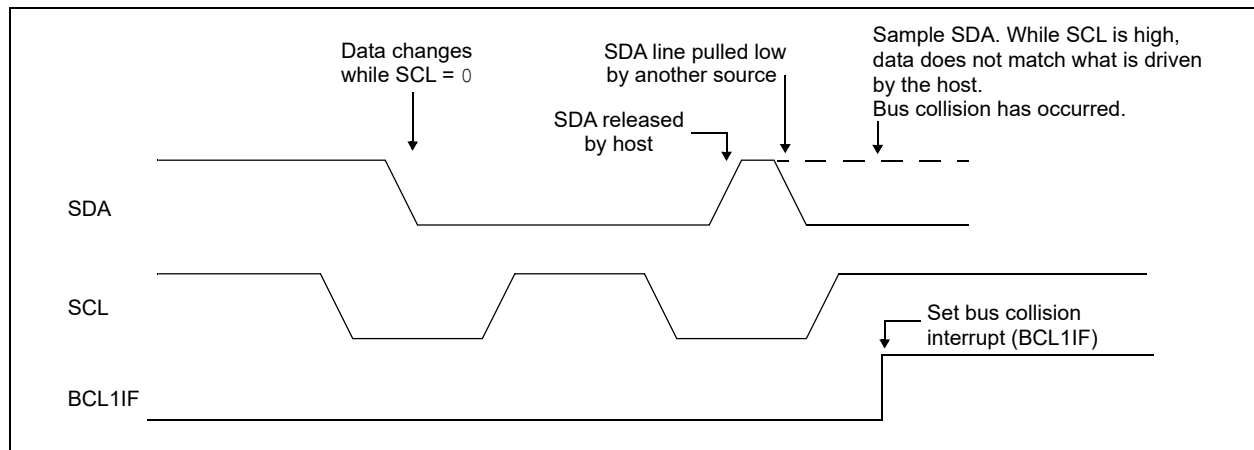 Data changes
while SCL = 0
SDA line pulled low
by another source
Sample SDA. While SCL is high,
data does not match what is driven
by the host.
Bus collision has occurred.
SDA released
by host
SDA
SCL
Set bus collision
interrupt (BCL1IF)
BCL1IF